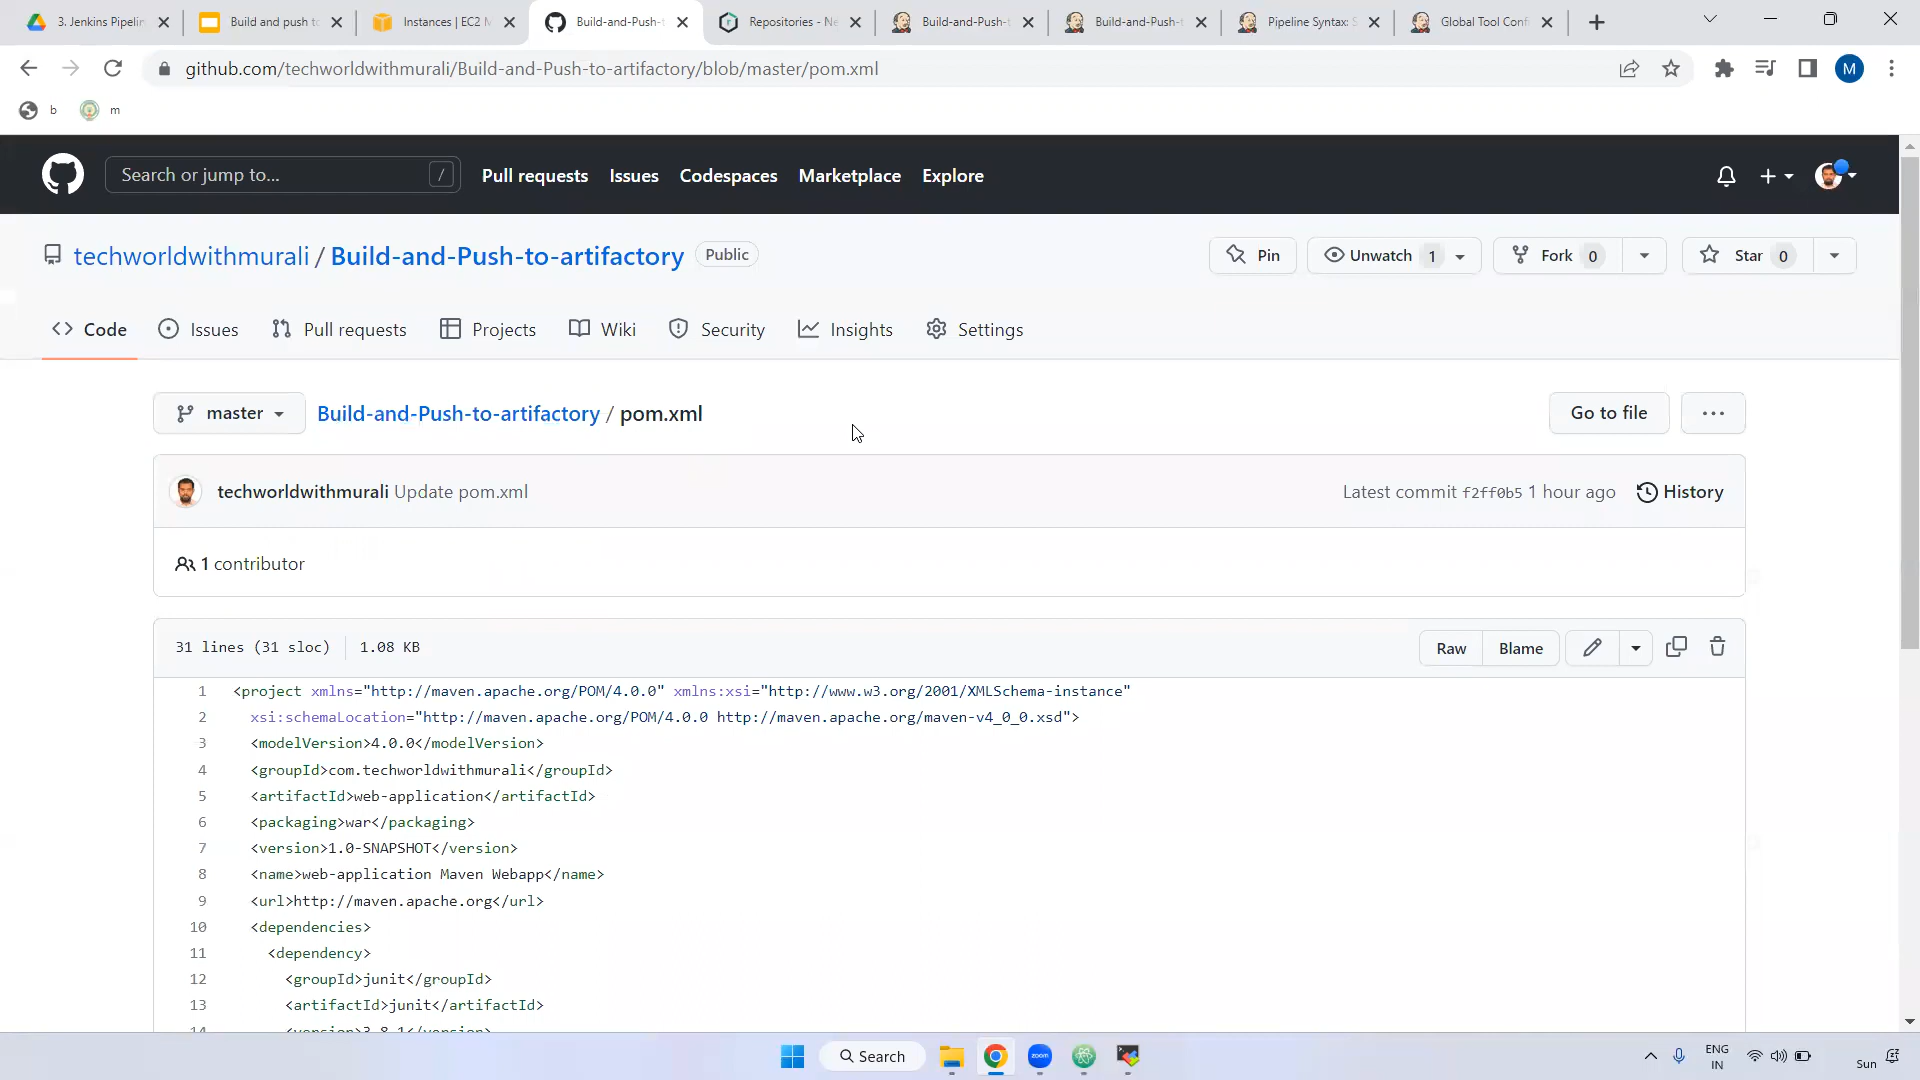 3. Jenkins Pipelin
Build and push to
Instances | EC2 M
Build-and-Push-t
Repositories - Ne
Build-and-Push-t
Build-and-Push-t
Pipeline Syntax: S
Global Tool Conf
github.com/techworldwithmurali/Build-and-Push-to-artifactory/blob/master/pom.xml
M
b
m
Search or jump to...
/
Pull requests
Issues
Codespaces
Marketplace
Explore
techworldwithmurali / Build-and-Push-to-artifactory
Public
Pin
Unwatch 1
Fork 0
Star 0
Code
Issues
Pull requests
Projects
Wiki
Security
Insights
Settings
master
Build-and-Push-to-artifactory / pom.xml
Go to file
techworldwithmurali Update pom.xml
Latest commit f2ff0b5 1 hour ago
History
1 contributor
31 lines (31 sloc)
1.08 KB
Raw
Blame
1 <project xmlns="http://maven.apache.org/POM/4.0.0" xmlns:xsi="http://www.w3.org/2001/XMLSchema-instance"
2 xsi:schemaLocation="http://maven.apache.org/POM/4.0.0 http://maven.apache.org/maven-v4_0_0.xsd">
3 <modelVersion>4.0.0</modelVersion>
4 <groupId>com.techworldwithmurali</groupId>
5 <artifactId>web-application</artifactId>
6 <packaging>war</packaging>
7 <version>1.0-SNAPSHOT</version>
8 <name>web-application Maven Webapp</name>
9 <url>http://maven.apache.org</url>
10 <dependencies>
11 <dependency>
12 <groupId>junit</groupId>
13 <artifactId>junit</artifactId>
14 <version>3.8.1</version>
Search
zoom
ENG
IN
Sun